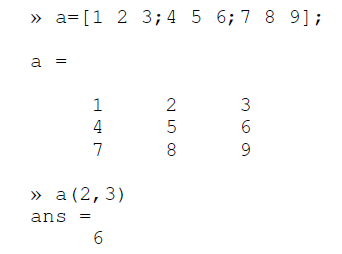 » a=[1 2 3;4 5 6;7 8 9];
a =
1 2 3
4 5 6
7 8 9
» a(2,3)
ans =
6